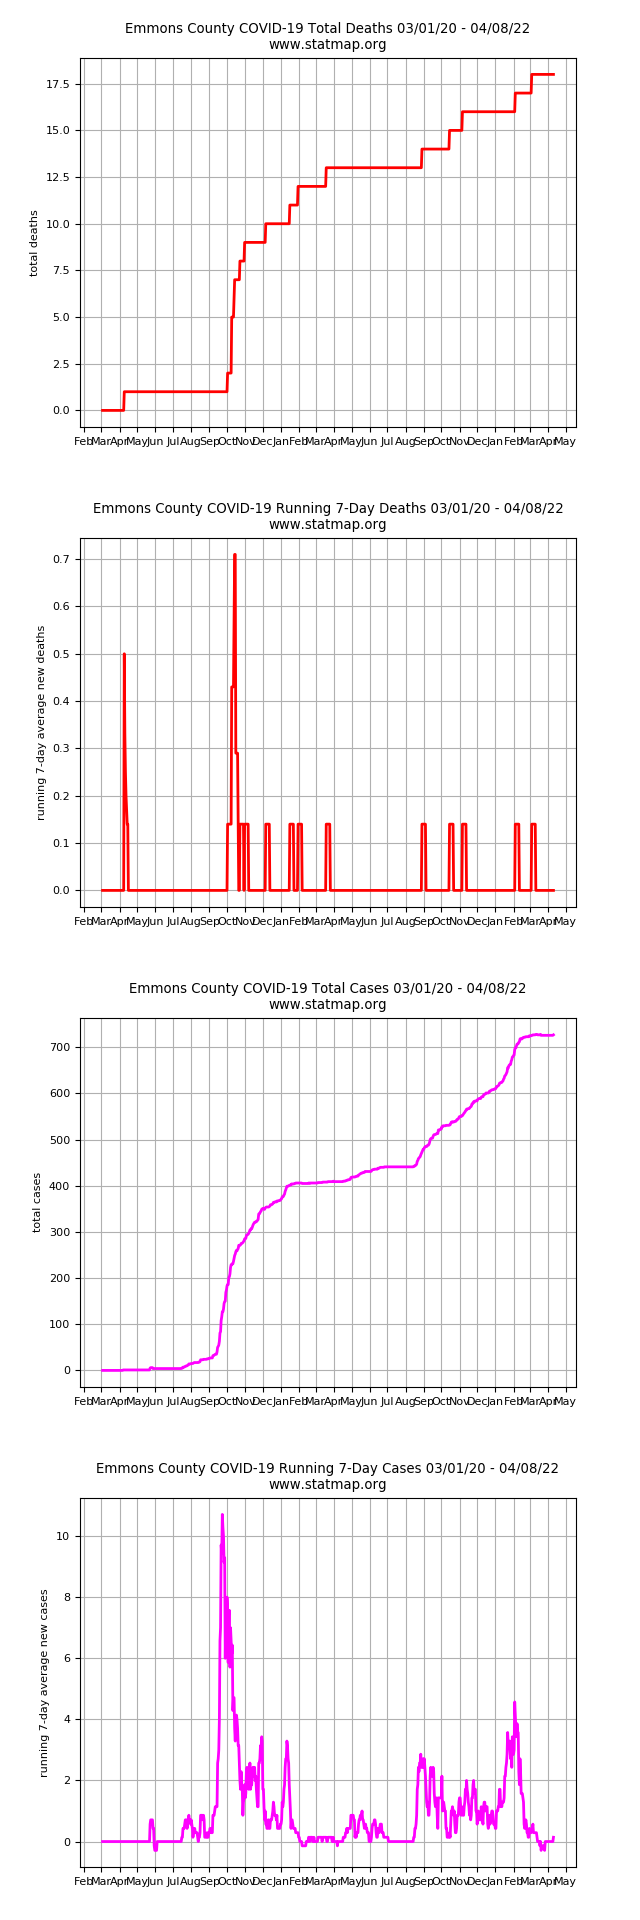 Emmons County COVID-19 Total Deaths 03/01/20 - 04/08/22
www.statmap.org
17.5
15.0
12.5
10.0
7.5
5.0
2.5
0.0
total deaths
Feb Mar Apr May Jun Jul Aug Sep Oct Nov Dec Jan Feb Mar Apr May Jun Jul Aug Sep Oct Nov Dec Jan Feb Mar Apr May
Emmons County COVID-19 Running 7-Day Deaths 03/01/20 - 04/08/22
www.statmap.org
0.7
0.6
0.5
0.4
0.3
0.2
0.1
0.0
running 7-day average new deaths
Feb Mar Apr May Jun Jul Aug Sep Oct Nov Dec Jan Feb Mar Apr May Jun Jul Aug Sep Oct Nov Dec Jan Feb Mar Apr May
Emmons County COVID-19 Total Cases 03/01/20 - 04/08/22
www.statmap.org
700
600
500
400
300
200
100
0
total cases
Feb Mar Apr May Jun Jul Aug Sep Oct Nov Dec Jan Feb Mar Apr May Jun Jul Aug Sep Oct Nov Dec Jan Feb Mar Apr May
Emmons County COVID-19 Running 7-Day Cases 03/01/20 - 04/08/22
www.statmap.org
10
8
6
4
2
0
running 7-day average new cases
Feb Mar Apr May Jun Jul Aug Sep Oct Nov Dec Jan Feb Mar Apr May Jun Jul Aug Sep Oct Nov Dec Jan Feb Mar Apr May